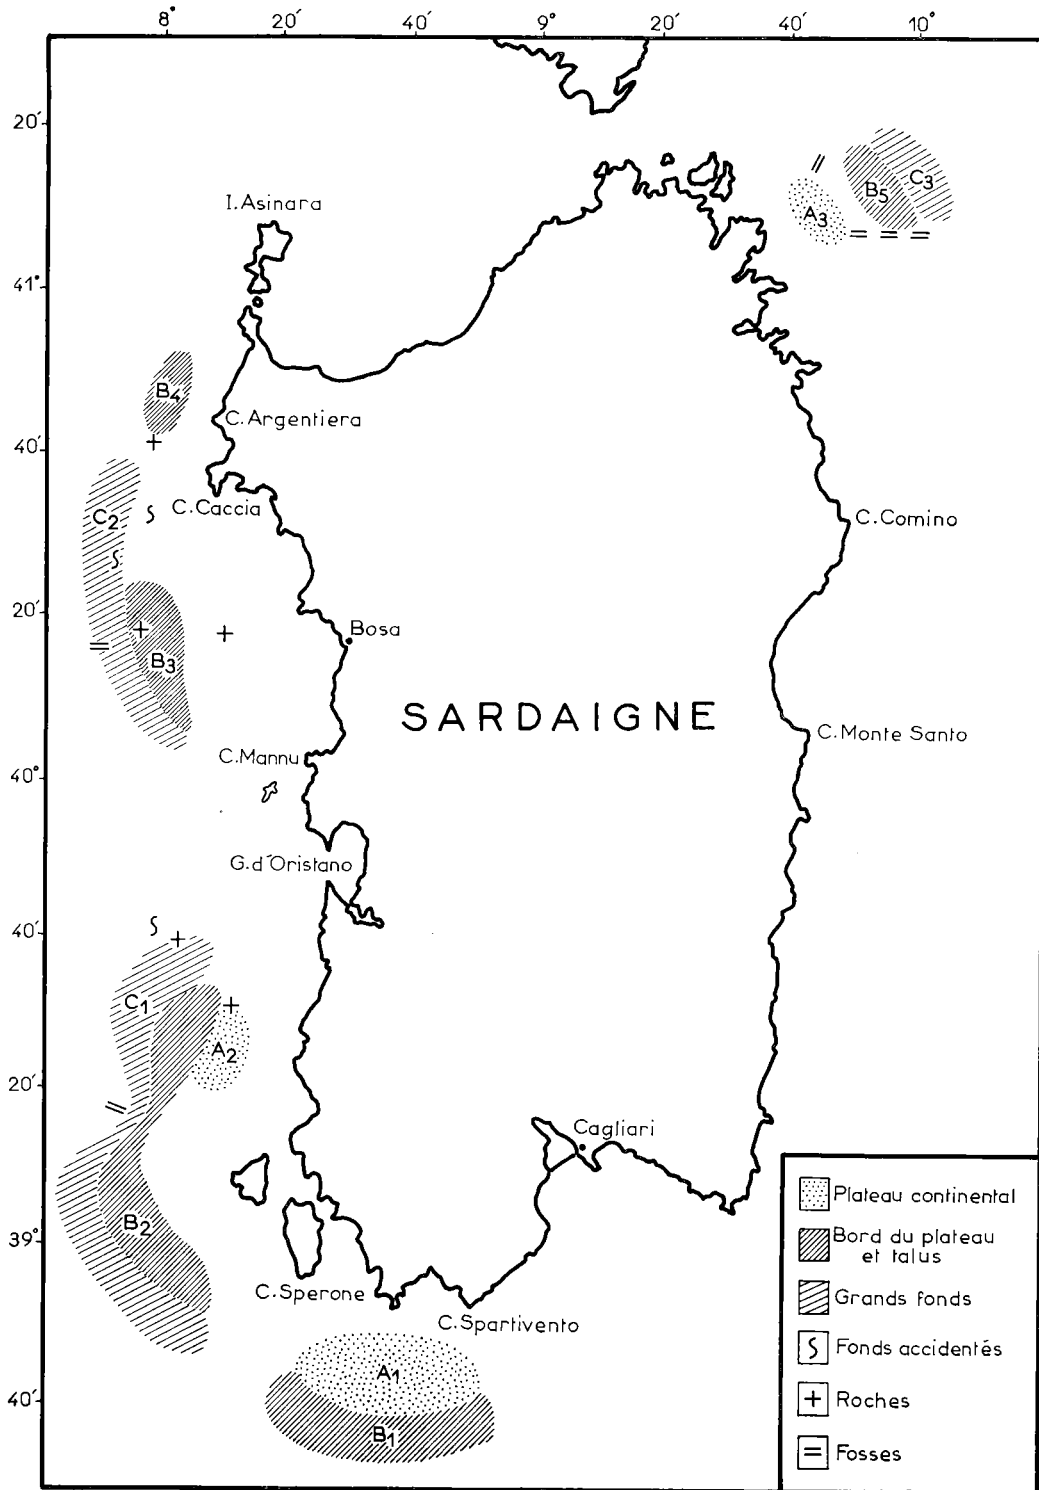 8° 20′ 40′ 9° 20′ 40′ 10°
20′
I. Asinara
A3 B5 C3
41°
B4
C. Argentiera
40′
C. Caccia
C2
C. Comino
20′
Bosa
B3
SARDAIGNE
C. Monte Santo
C. Mannu
40°
G. d'Oristano
40′
C1
A2
20′
Cagliari
B2
39°
C. Sperone
C. Spartivento
A1
40′
B1
Plateau continental
Bord du plateau
et talus
Grands fonds
Fonds accidentés
Roches
Fosses